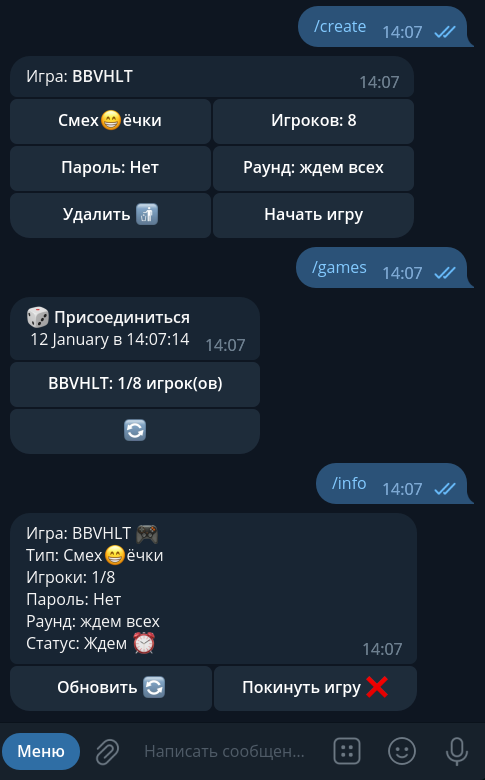 /create 14:07
Игра: BBVHLT 14:07
Смех😁ёчки
Игроков: 8
Пароль: Нет
Раунд: ждем всех
Удалить 🚮
Начать игру
/games 14:07
🎲 Присоединиться
12 January в 14:07:14 14:07
BBVHLT: 1/8 игрок(ов)
🔄
/info 14:07
Игра: BBVHLT 🎮
Тип: Смех😁ёчки
Игроки: 1/8
Пароль: Нет
Раунд: ждем всех
Статус: Ждем ⏰ 14:07
Обновить 🔄
Покинуть игру ❌
Меню
Написать сообщен...